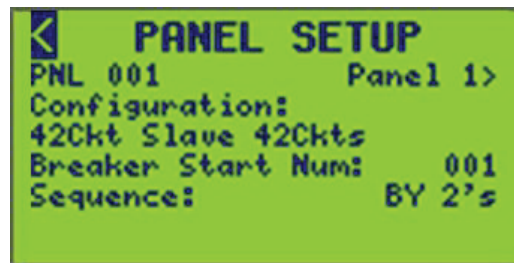 < PANEL SETUP
PNL 001 Panel 1>
Configuration:
42Ckt Slave 42Ckts
Breaker Start Num: 001
Sequence: BY 2's